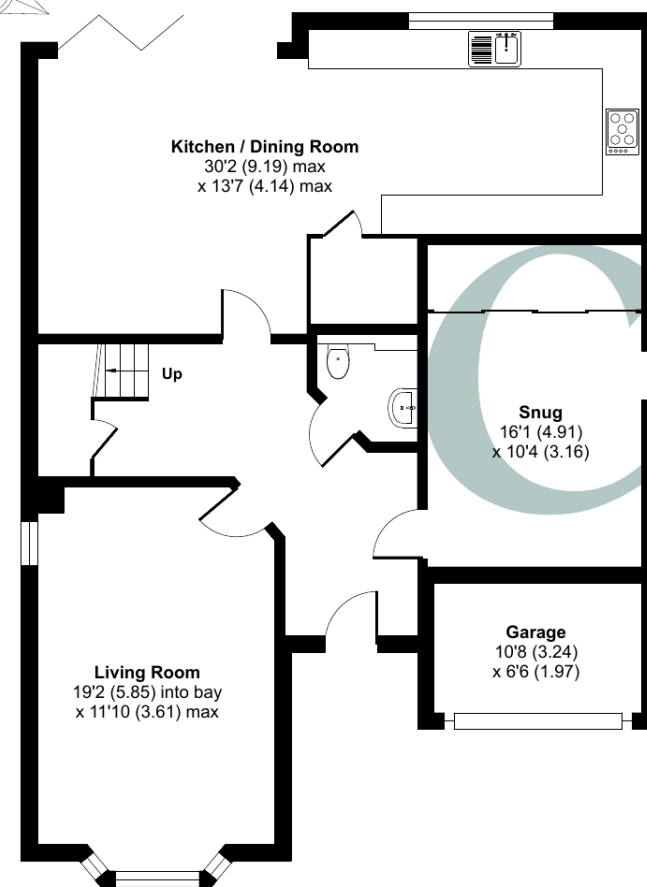 Kitchen / Dining Room
30'2 (9.19) max
x 13'7 (4.14) max
Up
Snug
16'1 (4.91)
x 10'4 (3.16)
Garage
10'8 (3.24)
x 6'6 (1.97)
Living Room
19'2 (5.85) into bay
x 11'10 (3.61) max